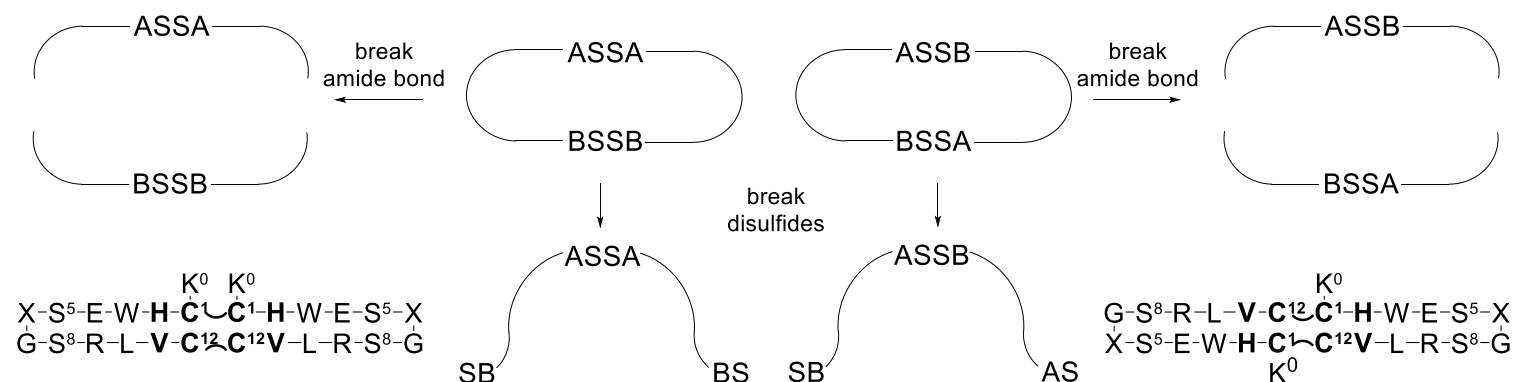 ASSA
break
amide bond
BSSB
ASSA
BSSB
ASSB
BSSA
break
amide bond
ASSB
BSSA
break
disulfides
ASSA
SB BS
ASSB
SB AS
K⁰ K⁰
X-S⁵-E-W-H-C¹ C¹-H-W-E-S⁵-X
G-S⁸-R-L-V-C¹² C¹²V-L-R-S⁸-G
K⁰
G-S⁸-R-L-V-C¹² C¹-H-W-E-S⁵-X
X-S⁵-E-W-H-C¹ C¹²V-L-R-S⁸-G
K⁰